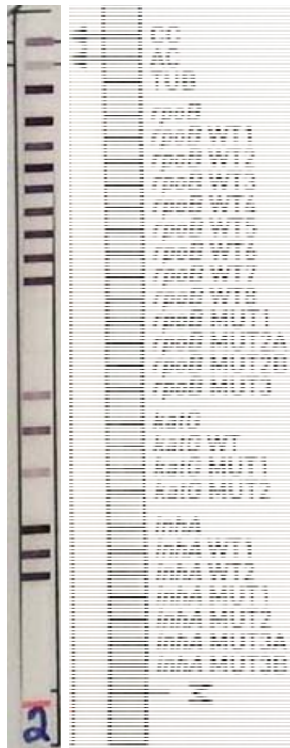 CC
AC
TUB
rpoB
rpoB WT1
rpoB WT2
rpoB WT3
rpoB WT4
rpoB WT5
rpoB WT6
rpoB WT7
rpoB WT8
rpoB MUT1
rpoB MUT2A
rpoB MUT2B
rpoB MUT3
katG
katG WT
katG MUT1
katG MUT2
inhA
inhA WT1
inhA WT2
inhA MUT1
inhA MUT2
inhA MUT3A
inhA MUT3B
M
2